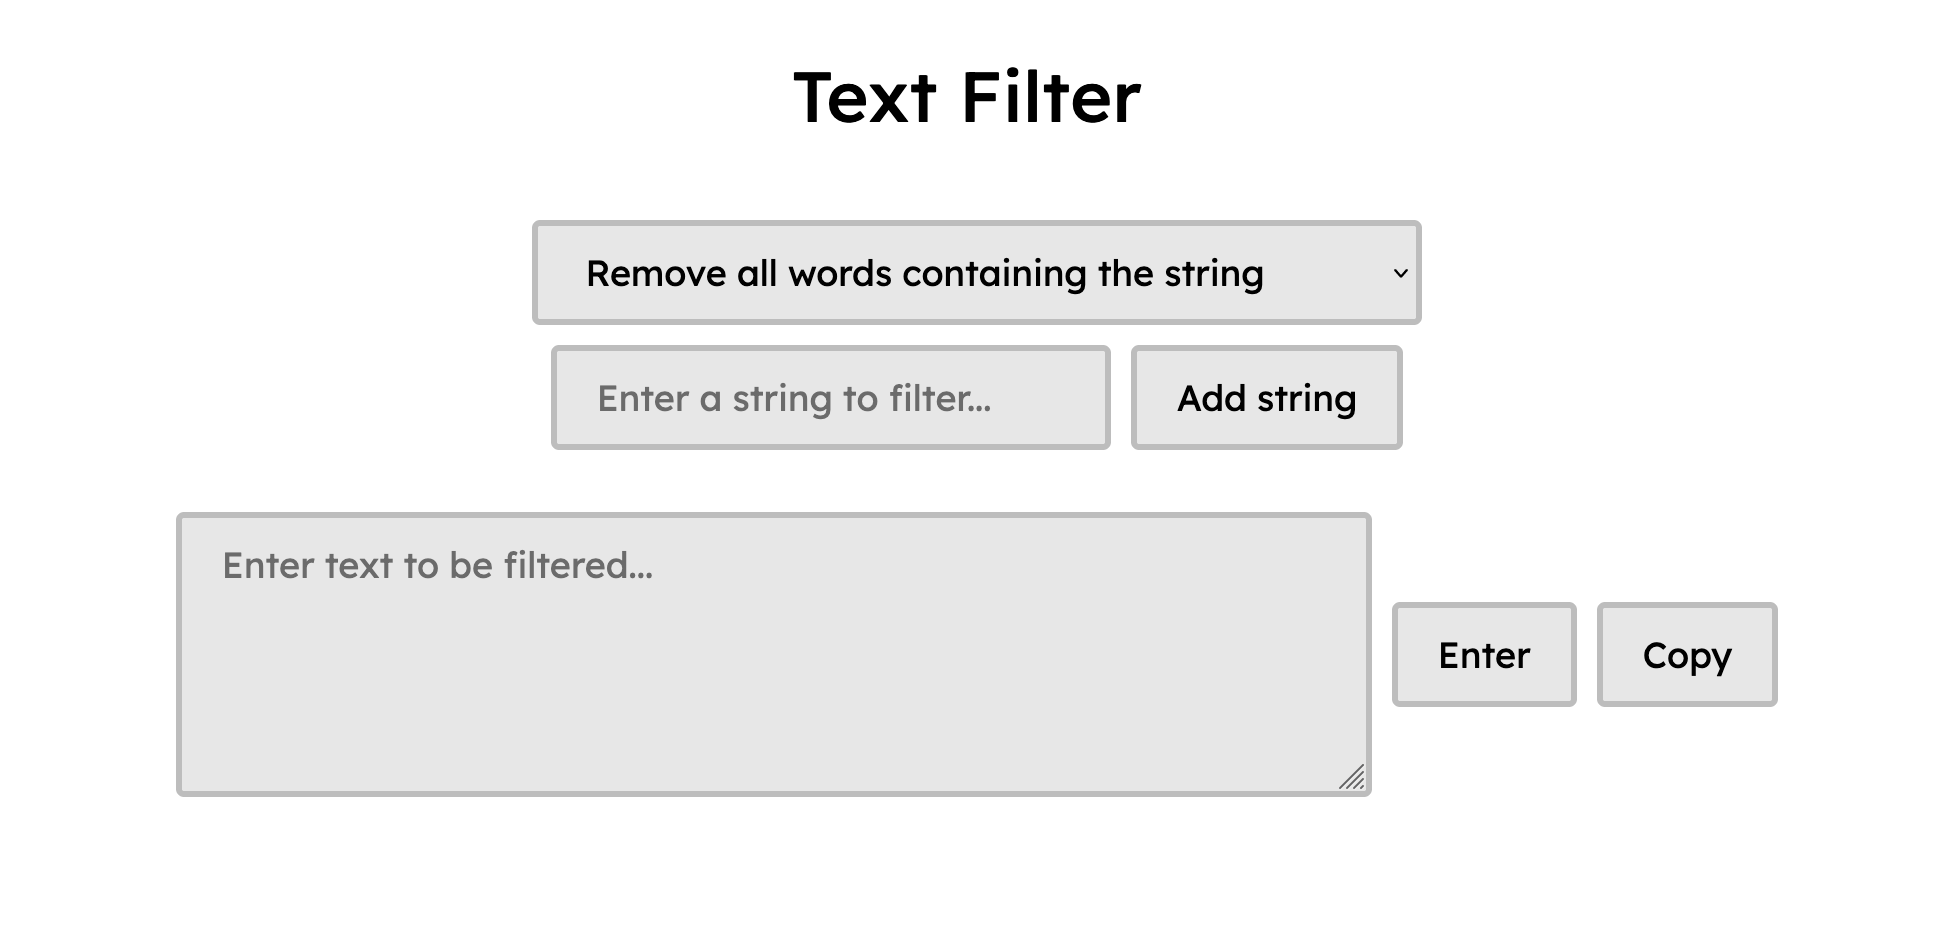 Text Filter
Remove all words containing the string
Enter a string to filter...
Add string
Enter text to be filtered...
Enter
Copy